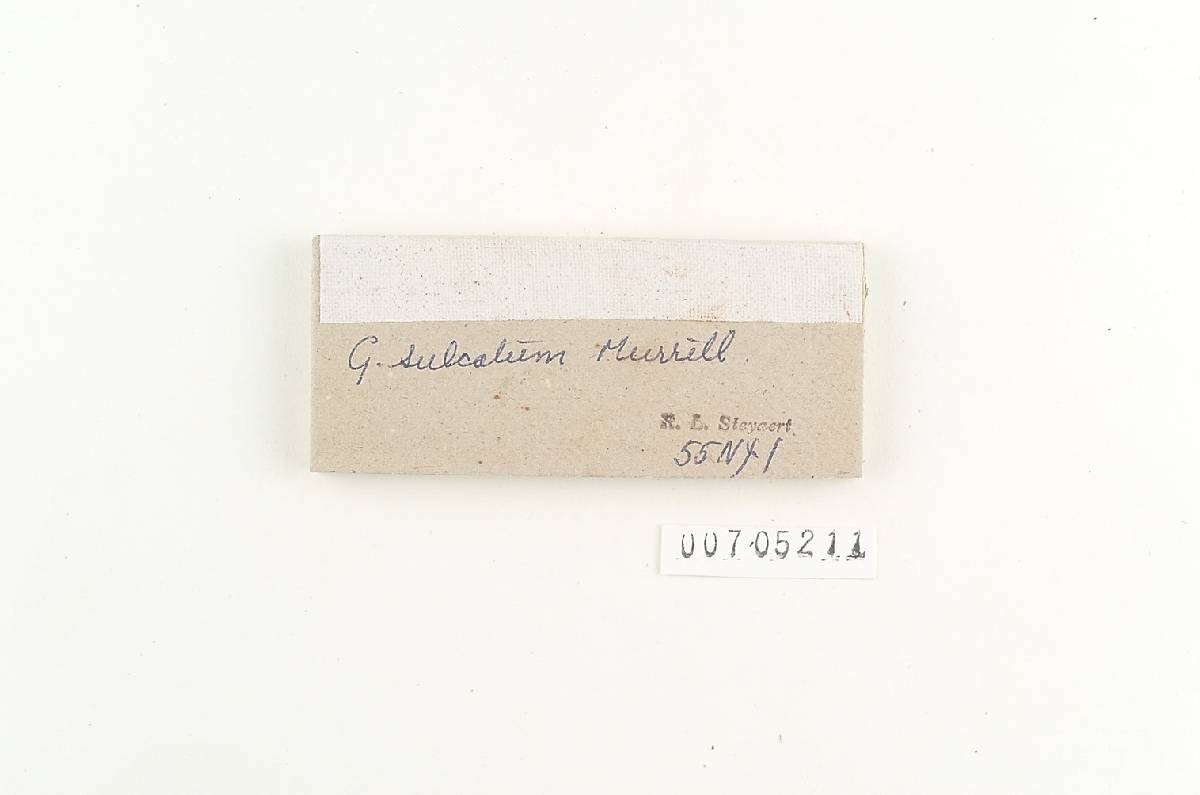 G. sulcatum Murrill.
R. L. Steyaert
55NY1
00705211